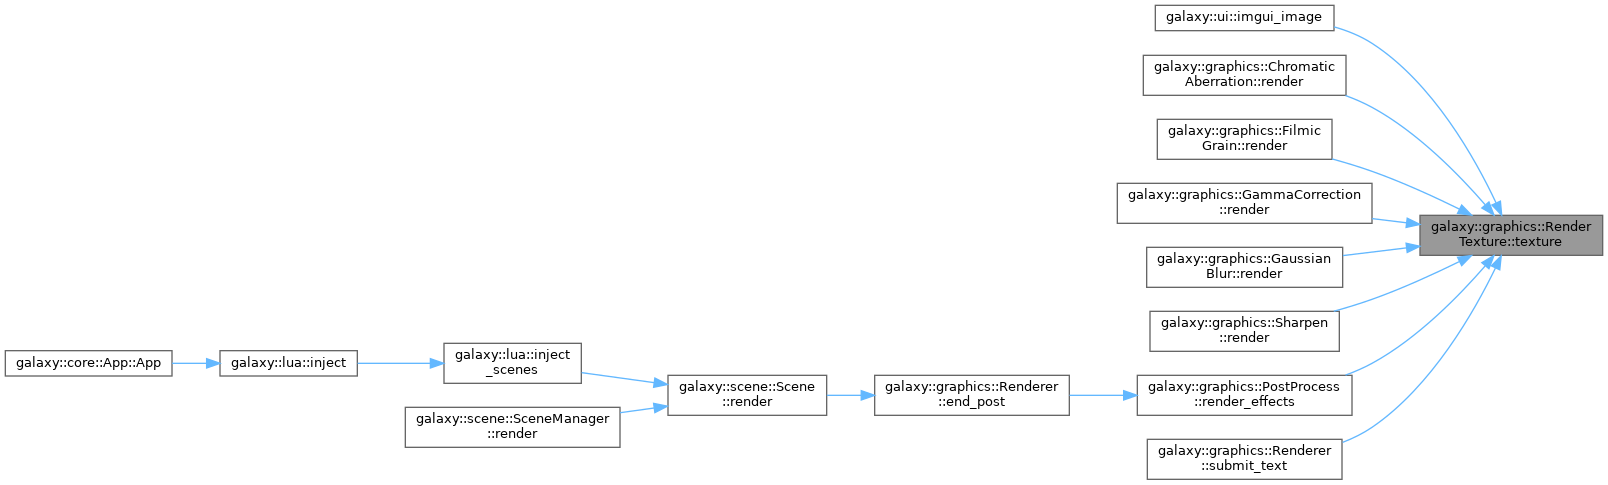 galaxy::ui::imgui_image
galaxy::graphics::Chromatic
Aberration::render
galaxy::graphics::Filmic
Grain::render
galaxy::graphics::GammaCorrection
::render
galaxy::graphics::Render
Texture::texture
galaxy::graphics::Gaussian
Blur::render
galaxy::graphics::Sharpen
::render
galaxy::core::App::App
galaxy::lua::inject
galaxy::lua::inject
_scenes
galaxy::scene::SceneManager
::render
galaxy::scene::Scene
::render
galaxy::graphics::Renderer
::end_post
galaxy::graphics::PostProcess
::render_effects
galaxy::graphics::Renderer
::submit_text